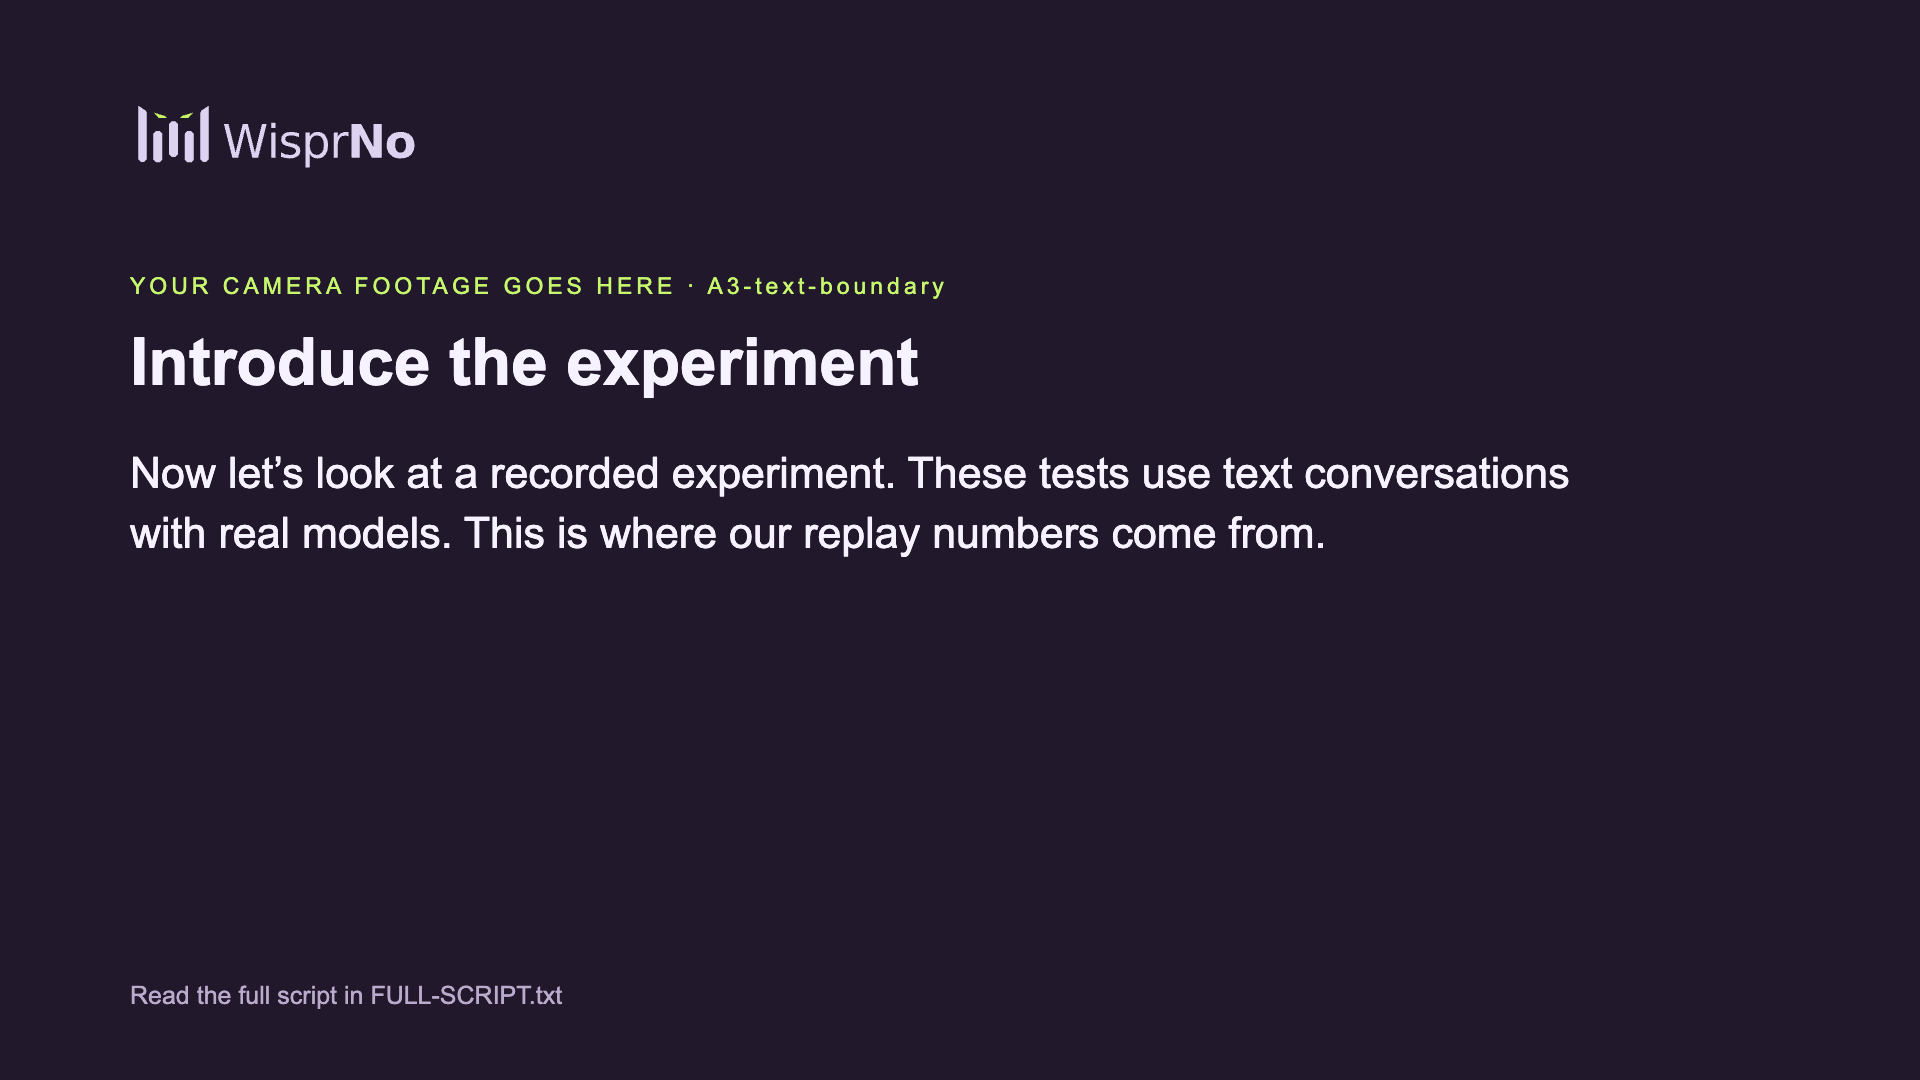 WisprNo
YOUR CAMERA FOOTAGE GOES HERE · A3-text-boundary
Introduce the experiment
Now let’s look at a recorded experiment. These tests use text conversations
with real models. This is where our replay numbers come from.
Read the full script in FULL-SCRIPT.txt